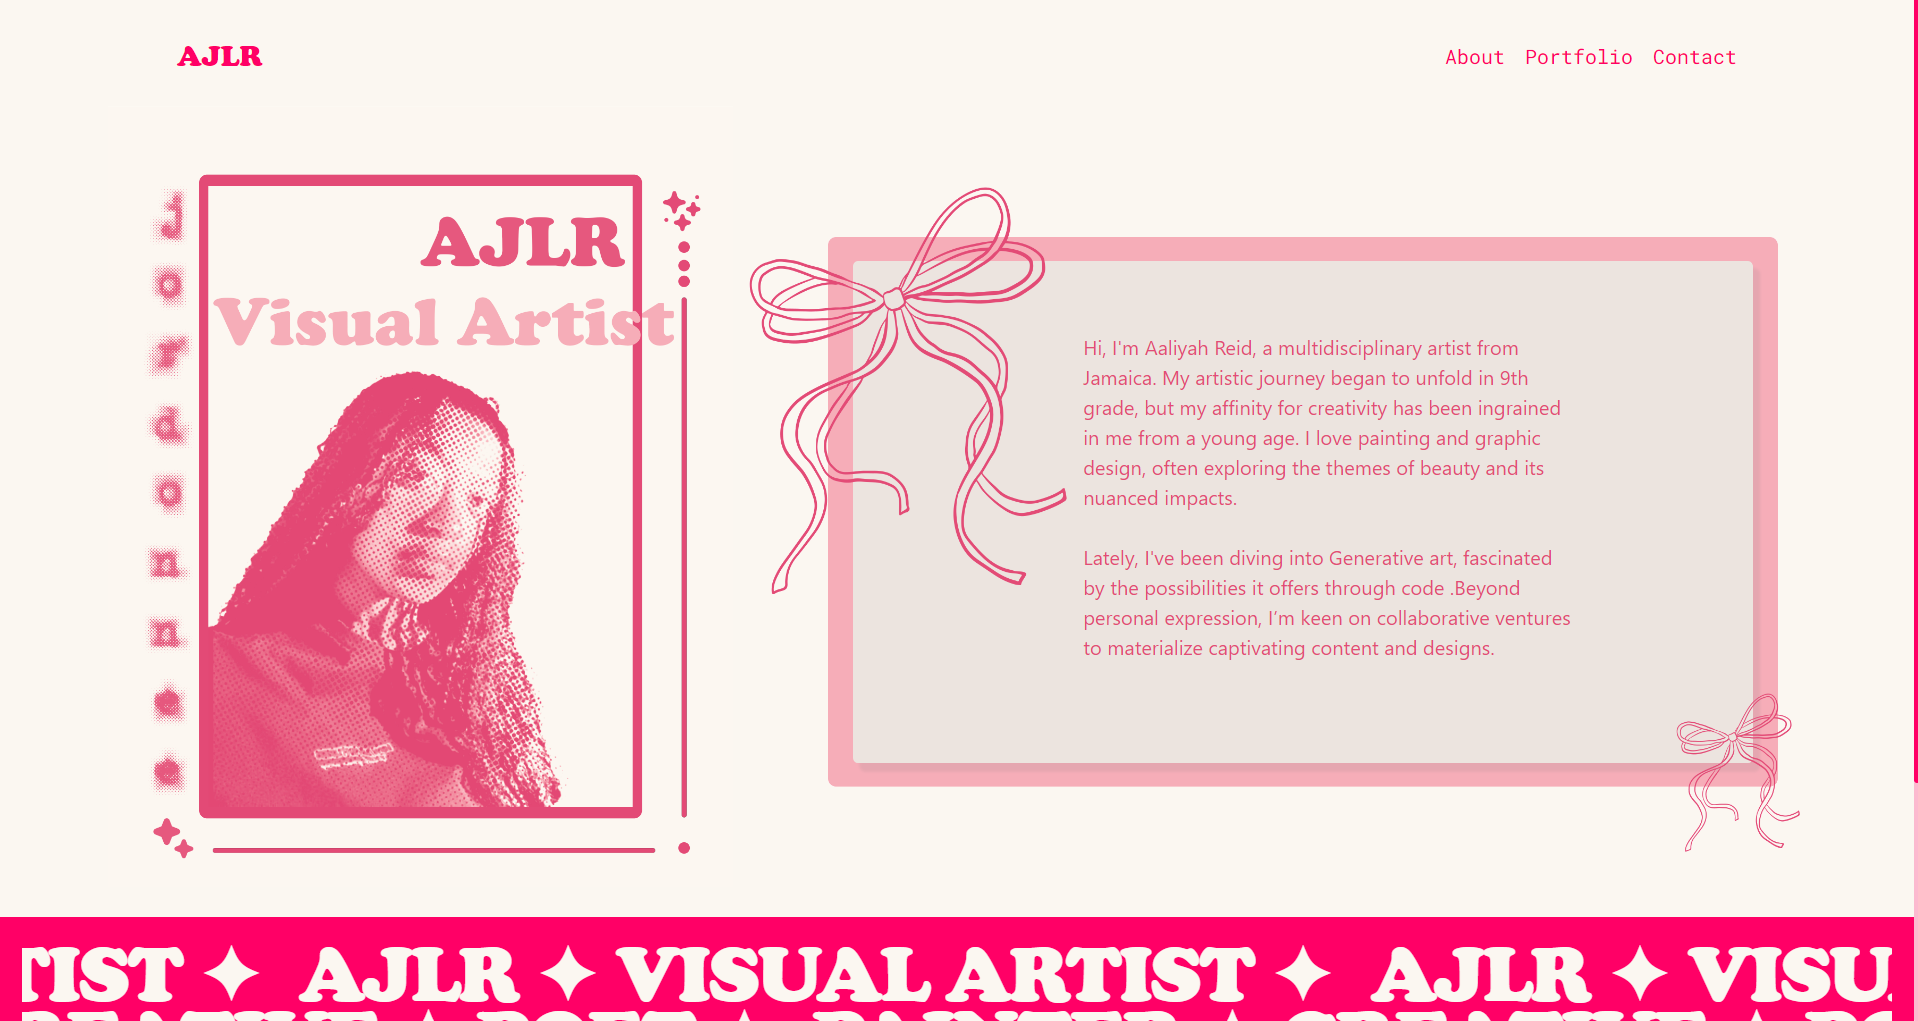 AJLR
About Portfolio Contact
jordonnee
AJLR
Visual Artist
Hi, I'm Aaliyah Reid, a multidisciplinary artist from
Jamaica. My artistic journey began to unfold in 9th
grade, but my affinity for creativity has been ingrained
in me from a young age. I love painting and graphic
design, often exploring the themes of beauty and its
nuanced impacts.
Lately, I've been diving into Generative art, fascinated
by the possibilities it offers through code .Beyond
personal expression, I’m keen on collaborative ventures
to materialize captivating content and designs.
TIST ✦ AJLR ✦ VISUAL ARTIST ✦ AJLR ✦ VISU